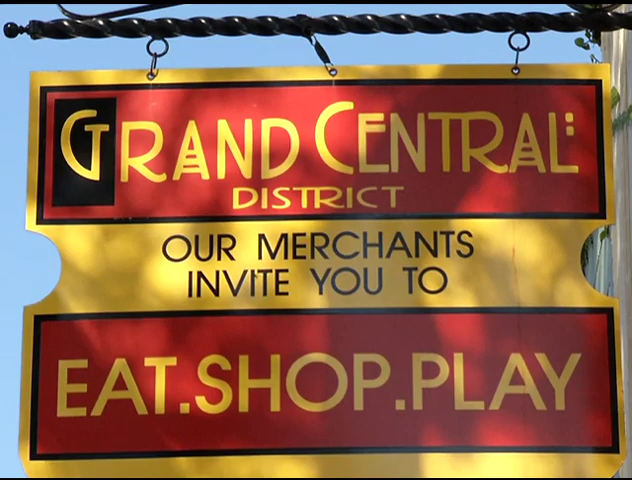 GRAND CENTRAL:
DISTRICT
OUR MERCHANTS
INVITE YOU TO
EAT.SHOP.PLAY